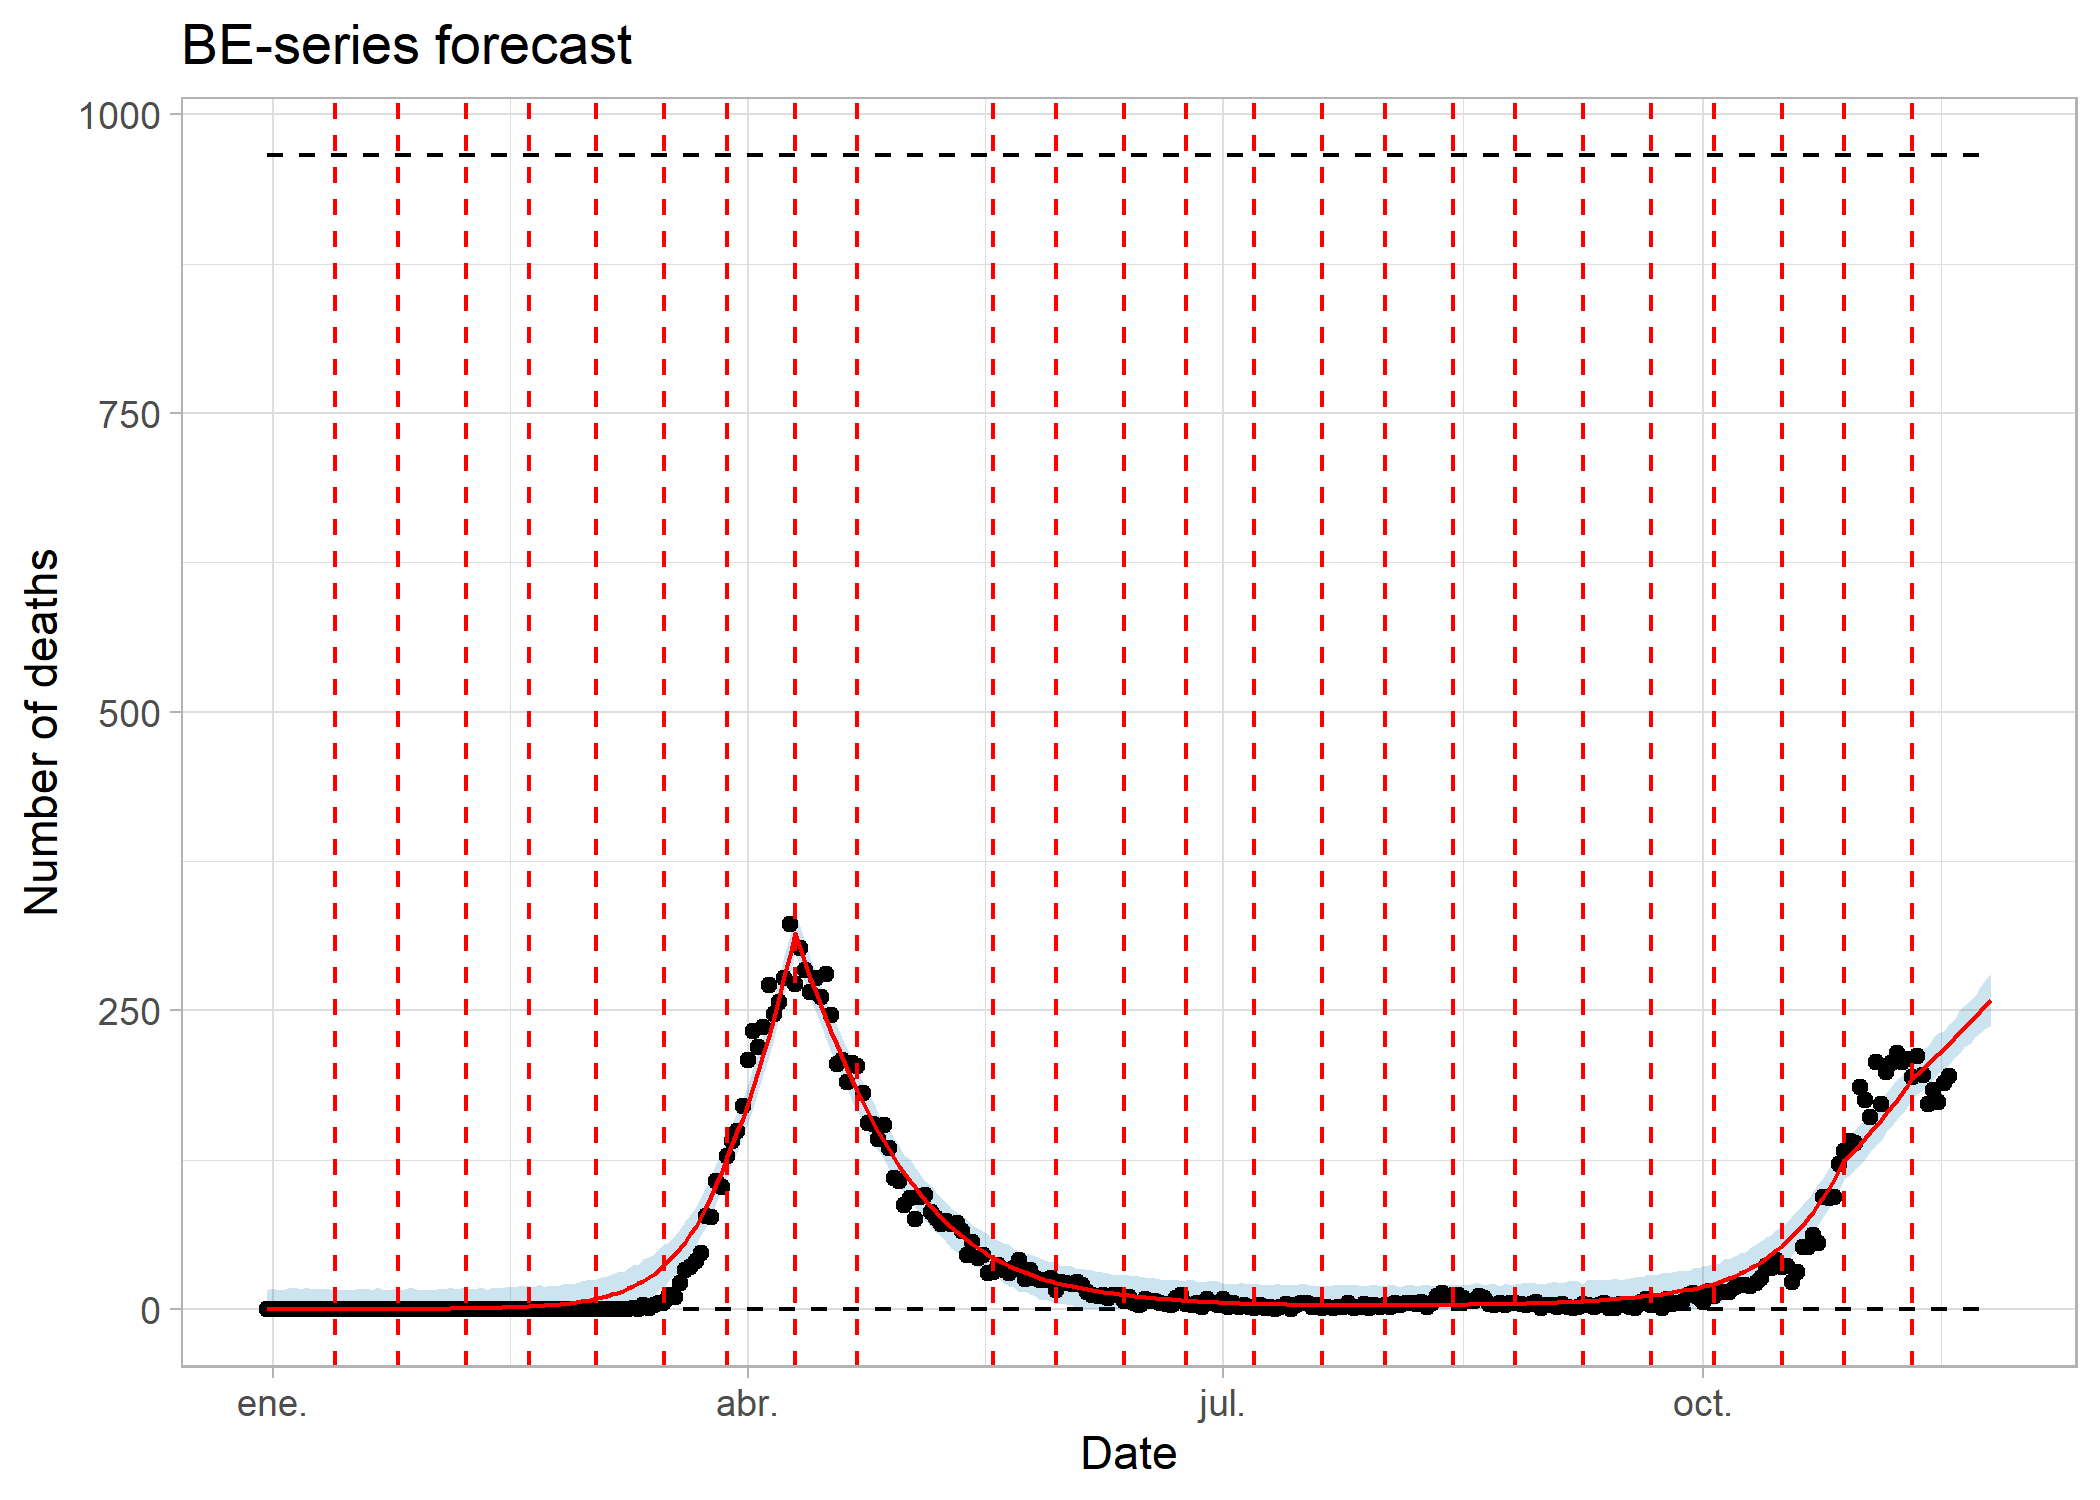 BE-series forecast
1000
750
500
250
0
Number of deaths
ene.
abr.
jul.
oct.
Date